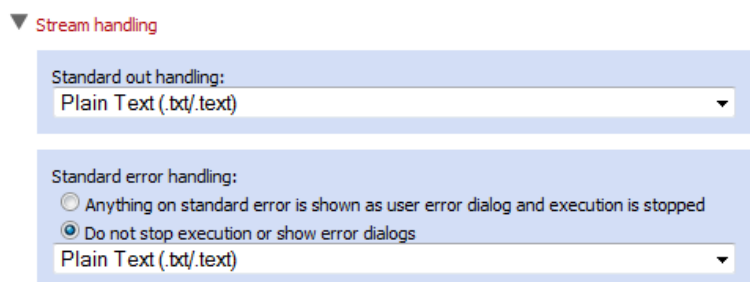 Stream handling
Standard out handling:
Plain Text (.txt/.text)
Standard error handling:
Anything on standard error is shown as user error dialog and execution is stopped
Do not stop execution or show error dialogs
Plain Text (.txt/.text)